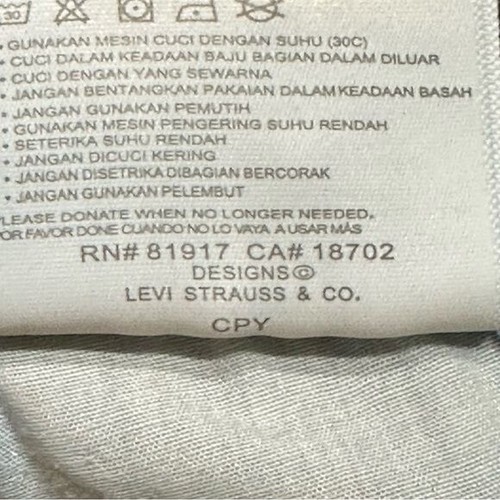 30
• GUNAKAN MESIN CUCI DENGAN SUHU (30C)
• CUCI DALAM KEADAAN BAJU BAGIAN DALAM DILUAR
• CUCI DENGAN YANG SEWARNA
• JANGAN BENTANGKAN PAKAIAN DALAM KEADAAN BASAH
• JANGAN GUNAKAN PEMUTIH
• GUNAKAN MESIN PENGERING SUHU RENDAH
• SETERIKA SUHU RENDAH
• JANGAN DICUCI KERING
• JANGAN DISETRIKA DIBAGIAN BERCORAK
• JANGAN GUNAKAN PELEMBUT
LEASE DONATE WHEN NO LONGER NEEDED.
OR FAVOR DONE CUANDO NO LO VAYA A USAR MÁS
RN# 81917 CA# 18702
DESIGNS©
LEVI STRAUSS & CO.
CPY